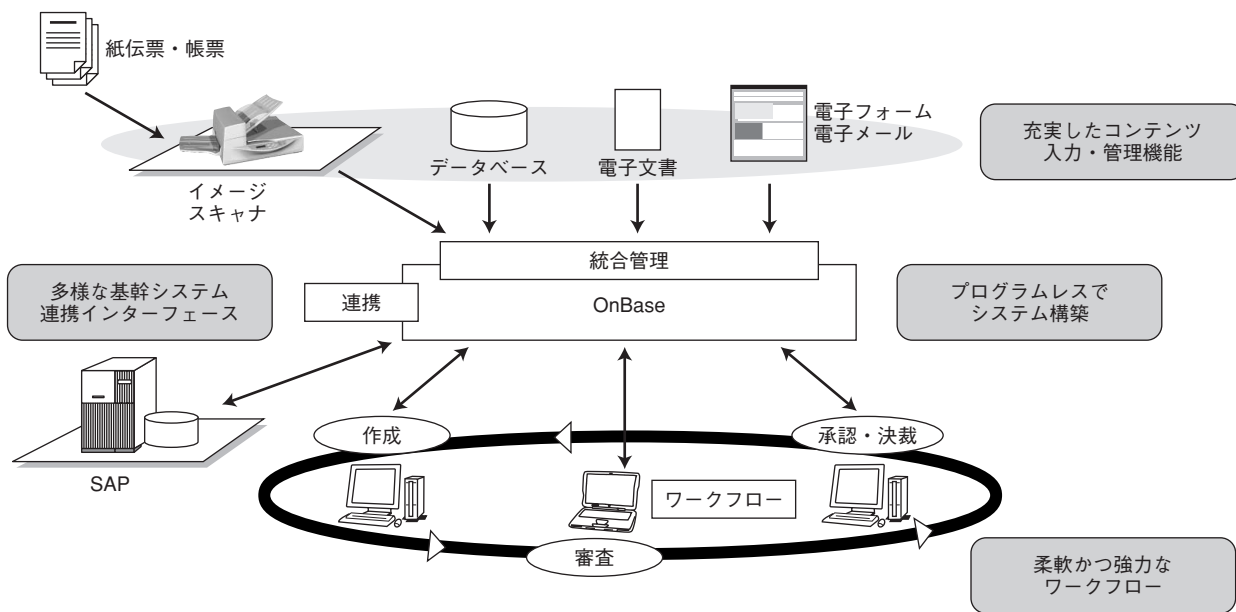 紙伝票・帳票
イメージ
スキャナ
データベース
電子文書
電子フォーム
電子メール
充実したコンテンツ
入力・管理機能
統合管理
多様な基幹システム
連携インターフェース
連携
OnBase
プログラムレスで
システム構築
SAP
作成
承認・決裁
ワークフロー
審査
柔軟かつ強力な
ワークフロー